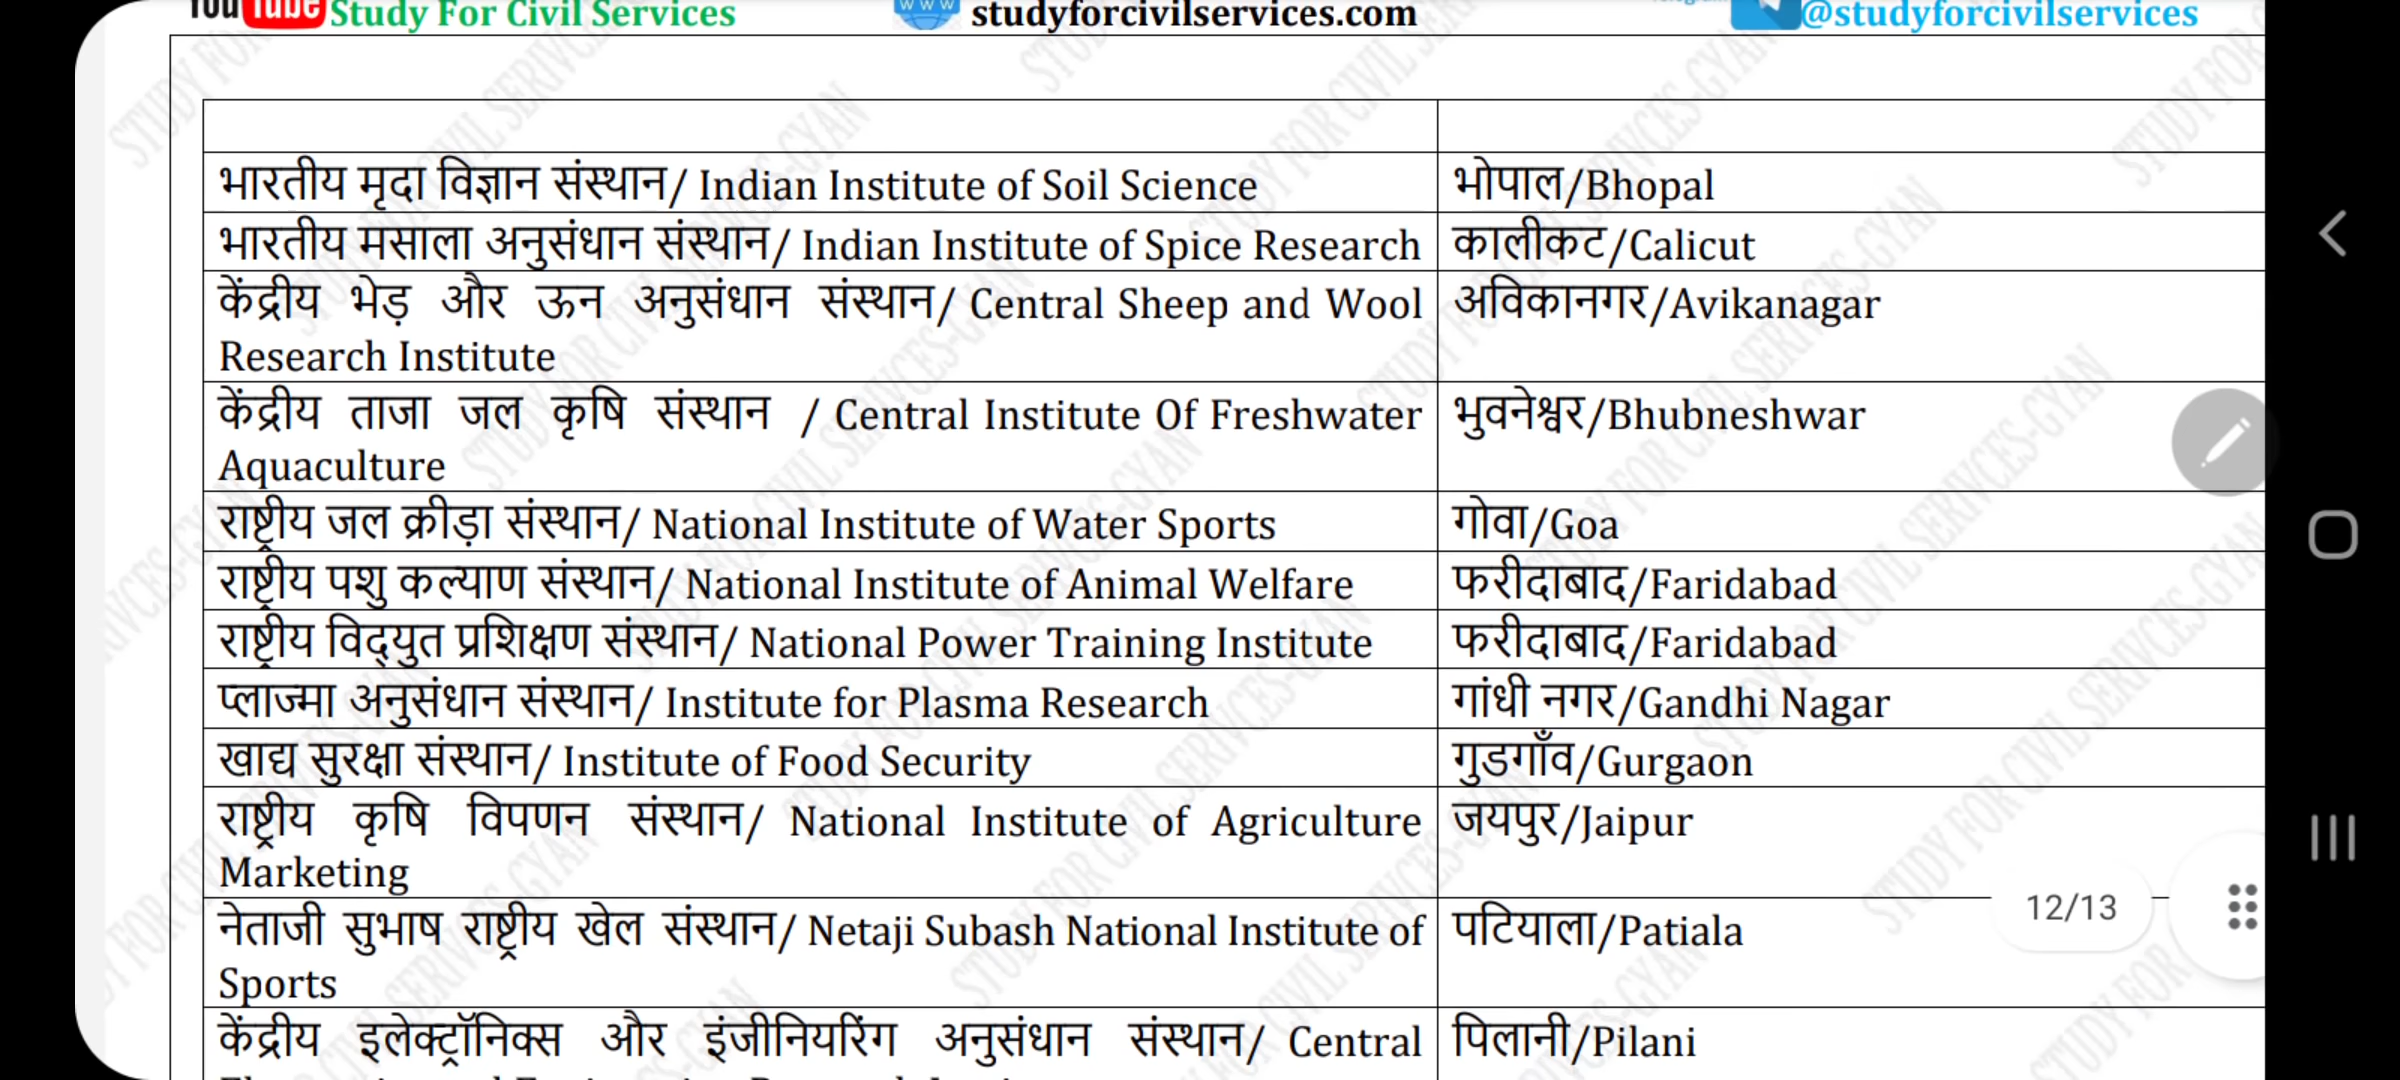 YouTube Study For Civil Services studyforcivilservices.com @studyforcivilservices
भारतीय मृदा विज्ञान संस्थान/ Indian Institute of Soil Science भोपाल/Bhopal
भारतीय मसाला अनुसंधान संस्थान/ Indian Institute of Spice Research कालीकट/Calicut
केंद्रीय भेड़ और ऊन अनुसंधान संस्थान/ Central Sheep and Wool अविकानगर/Avikanagar
Research Institute
केंद्रीय ताजा जल कृषि संस्थान / Central Institute Of Freshwater भुवनेश्वर/Bhubneshwar
Aquaculture
राष्ट्रीय जल क्रीड़ा संस्थान/ National Institute of Water Sports गोवा/Goa
राष्ट्रीय पशु कल्याण संस्थान/ National Institute of Animal Welfare फरीदाबाद/Faridabad
राष्ट्रीय विद्युत प्रशिक्षण संस्थान/ National Power Training Institute फरीदाबाद/Faridabad
प्लाज्मा अनुसंधान संस्थान/ Institute for Plasma Research गांधी नगर/Gandhi Nagar
खाद्य सुरक्षा संस्थान/ Institute of Food Security गुडगाँव/Gurgaon
राष्ट्रीय कृषि विपणन संस्थान/ National Institute of Agriculture जयपुर/Jaipur
Marketing
12/13
नेताजी सुभाष राष्ट्रीय खेल संस्थान/ Netaji Subash National Institute of पटियाला/Patiala
Sports
केंद्रीय इलेक्ट्रॉनिक्स और इंजीनियरिंग अनुसंधान संस्थान/ Central पिलानी/Pilani